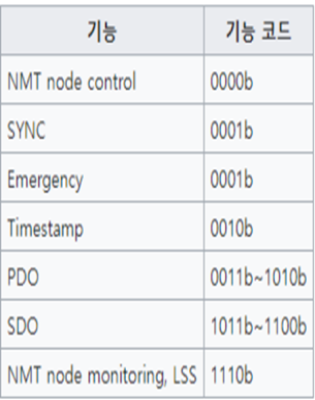 기능 기능 코드
NMT node control 0000b
SYNC 0001b
Emergency 0001b
Timestamp 0010b
PDO 0011b~1010b
SDO 1011b~1100b
NMT node monitoring, LSS 1110b